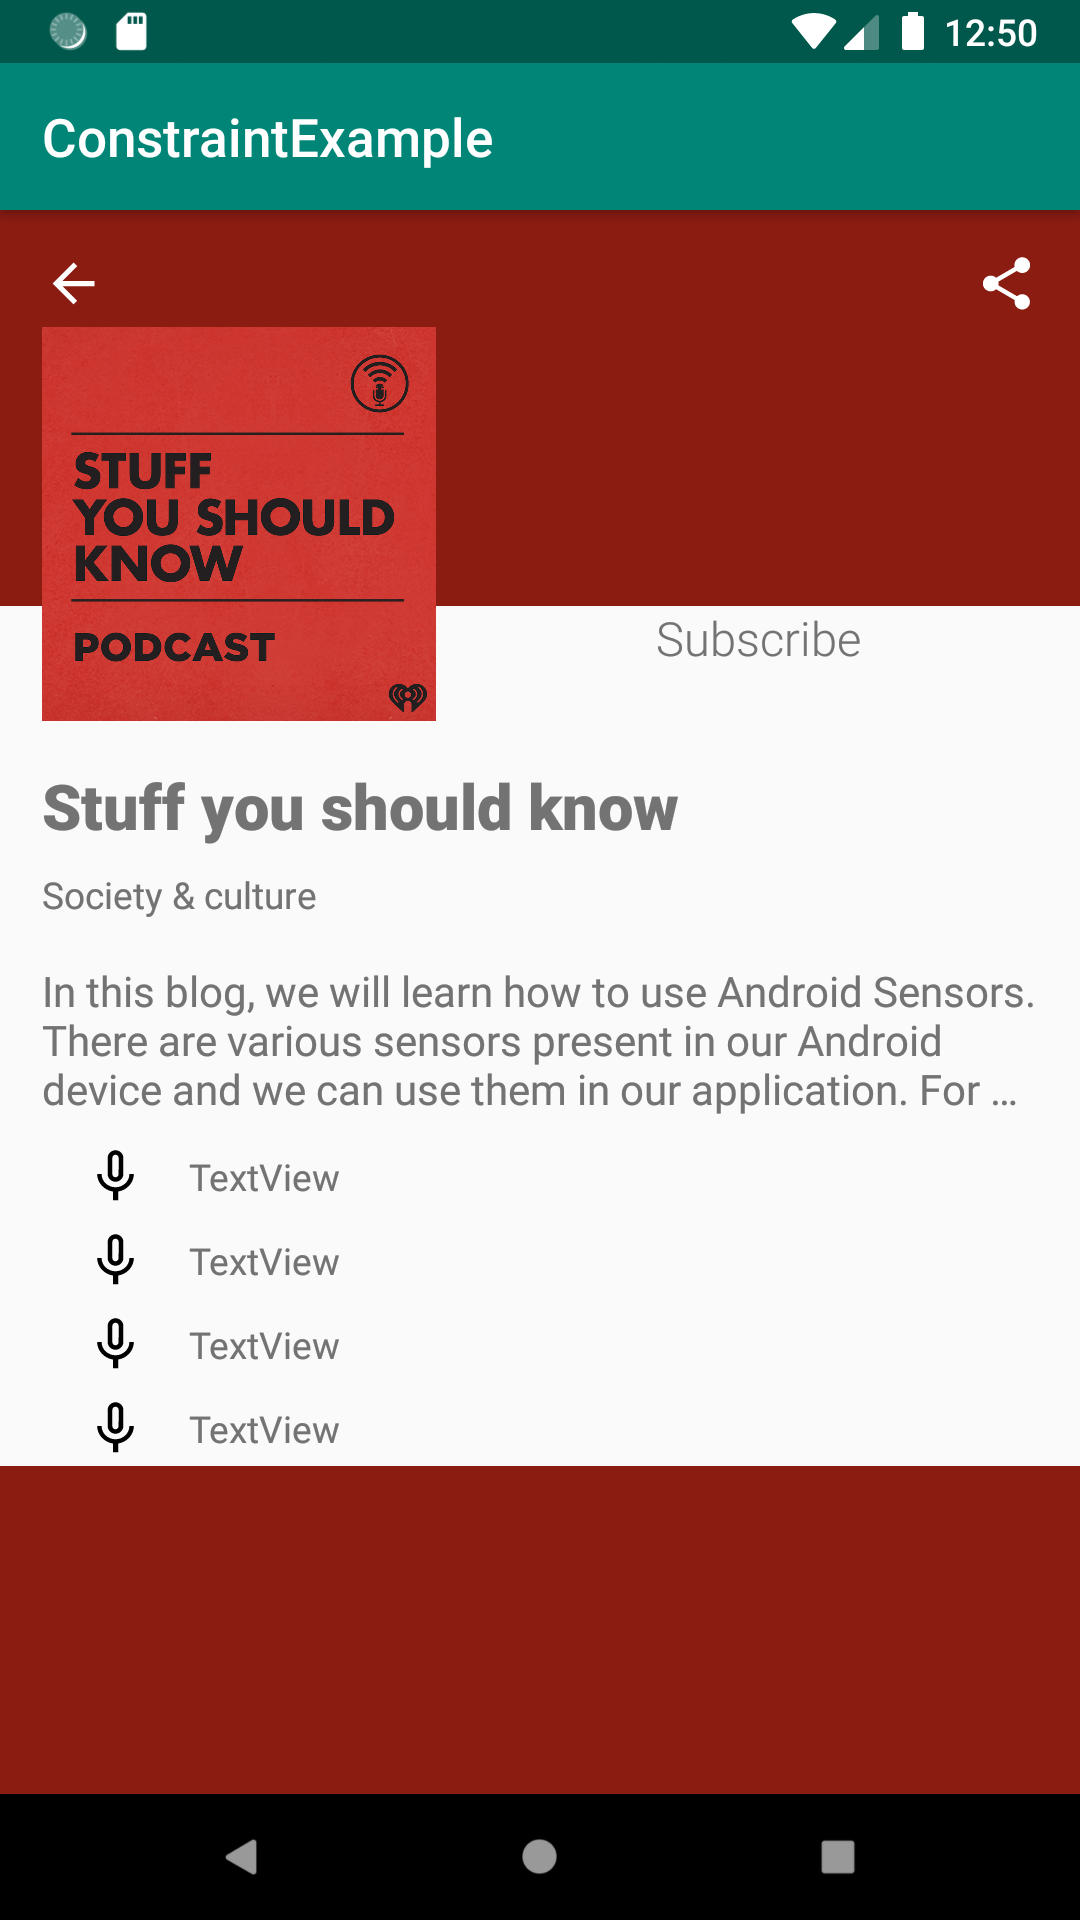 12:50
ConstraintExample
STUFF
YOU SHOULD
KNOW
PODCAST
Subscribe
Stuff you should know
Society & culture
In this blog, we will learn how to use Android Sensors.
There are various sensors present in our Android
device and we can use them in our application. For ...
TextView
TextView
TextView
TextView